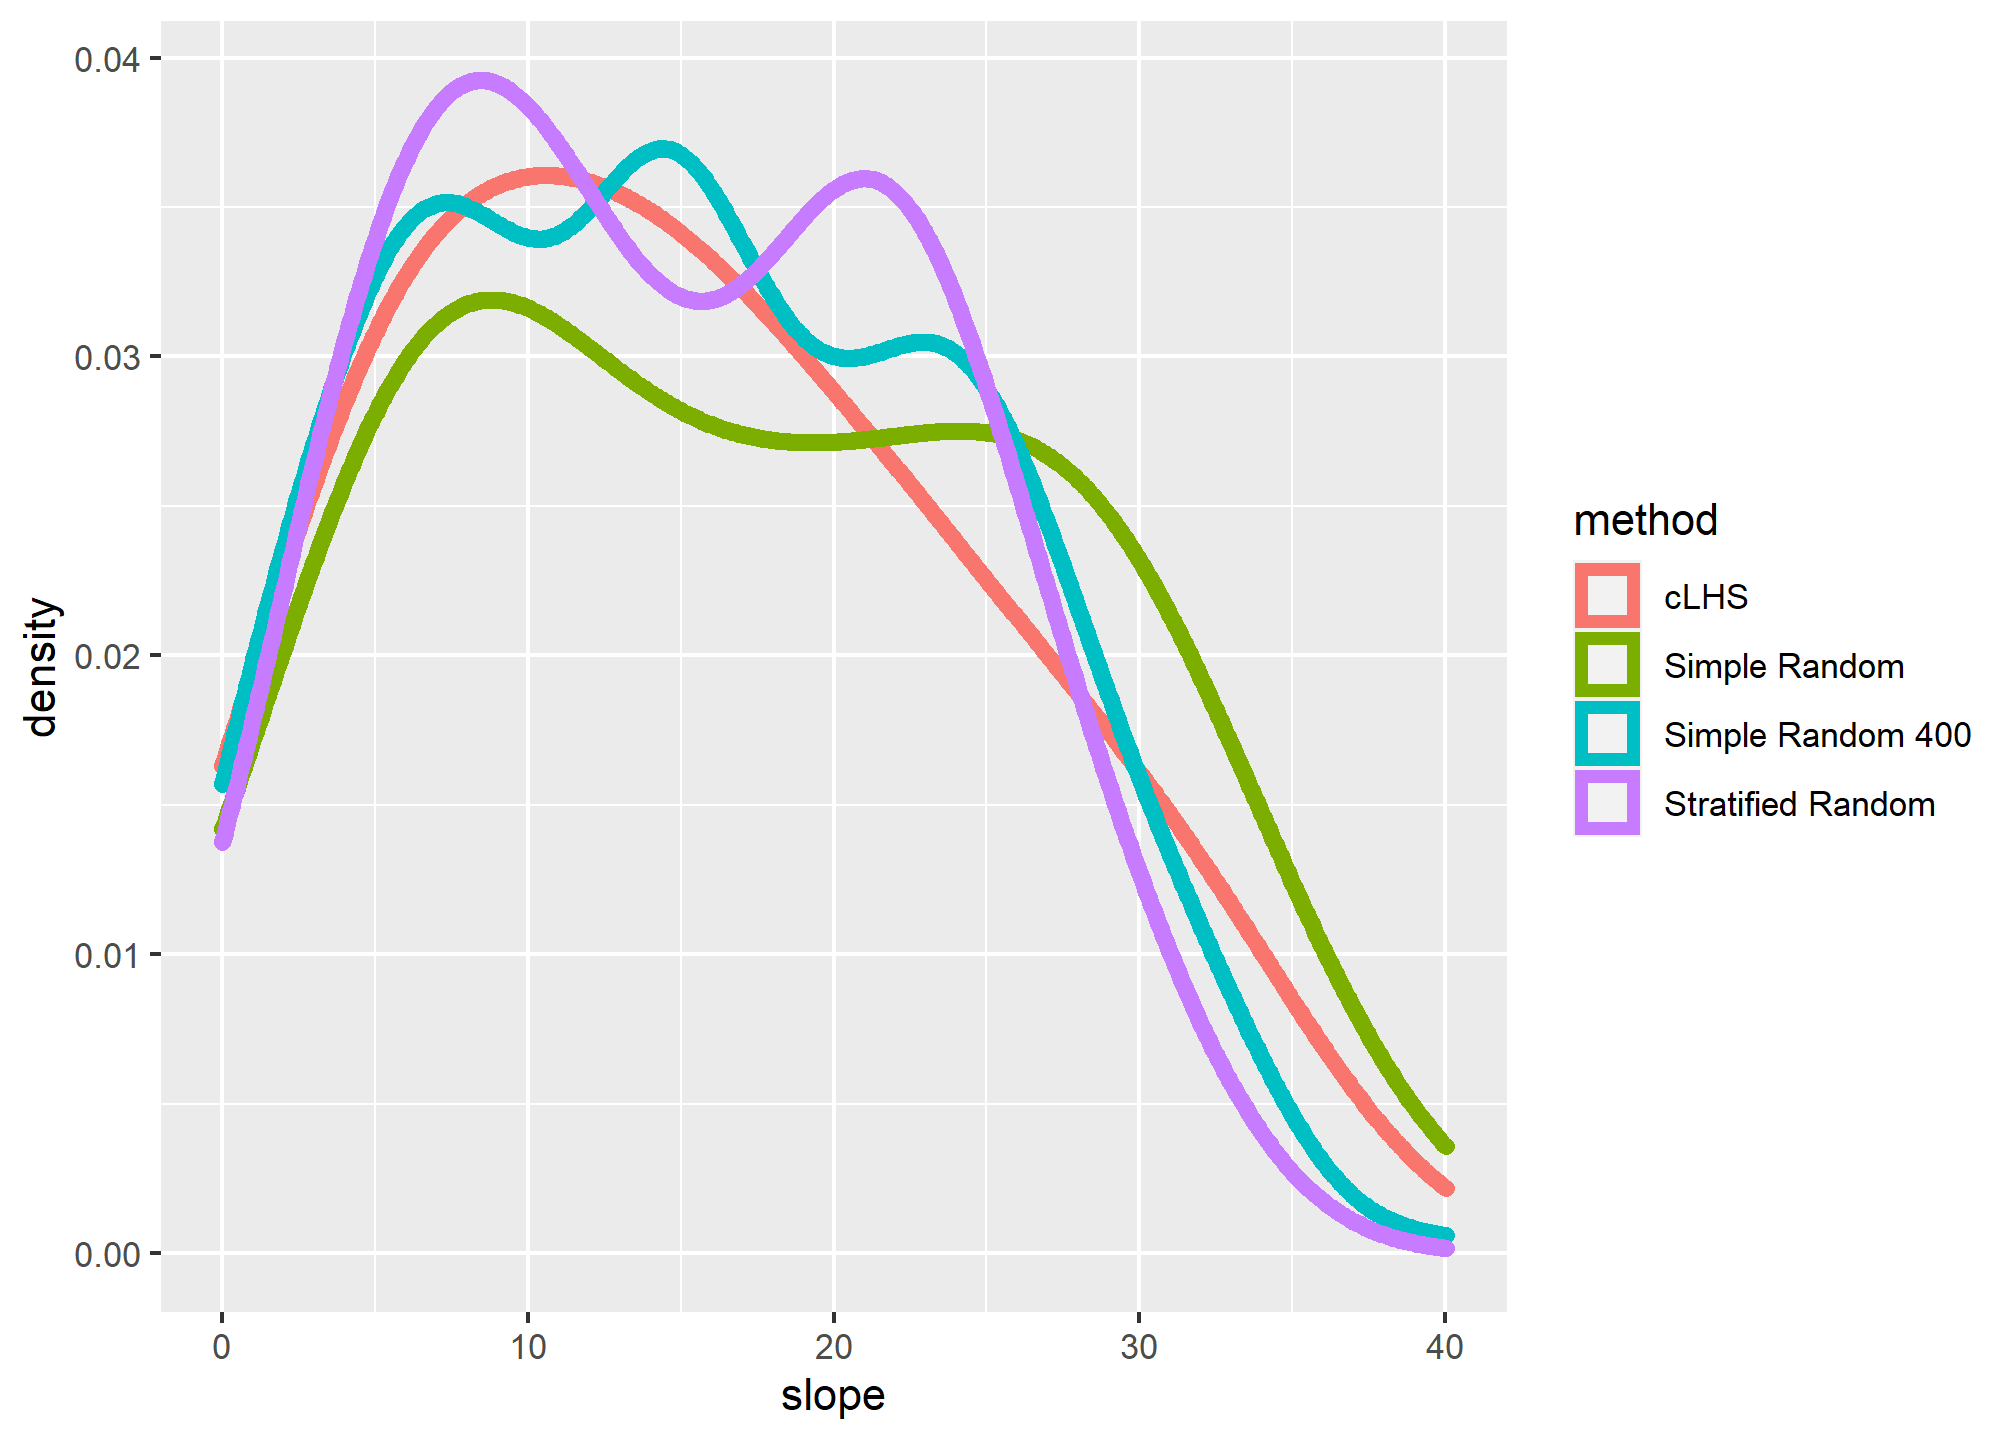 0.04
0.03
0.02
0.01
0.00
density
0
10
20
30
40
slope
method
cLHS
Simple Random
Simple Random 400
Stratified Random